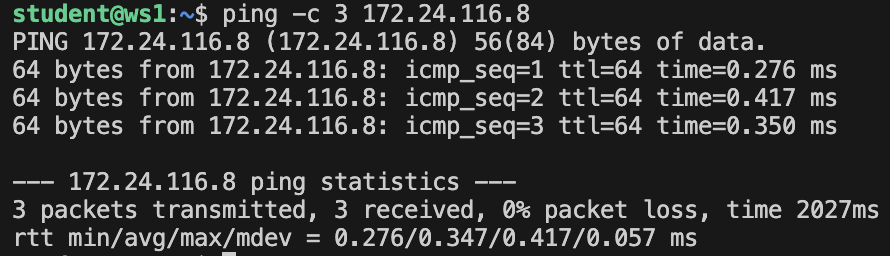 student@ws1:~$ ping -c 3 172.24.116.8
PING 172.24.116.8 (172.24.116.8) 56(84) bytes of data.
64 bytes from 172.24.116.8: icmp_seq=1 ttl=64 time=0.276 ms
64 bytes from 172.24.116.8: icmp_seq=2 ttl=64 time=0.417 ms
64 bytes from 172.24.116.8: icmp_seq=3 ttl=64 time=0.350 ms

--- 172.24.116.8 ping statistics ---
3 packets transmitted, 3 received, 0% packet loss, time 2027ms
rtt min/avg/max/mdev = 0.276/0.347/0.417/0.057 ms